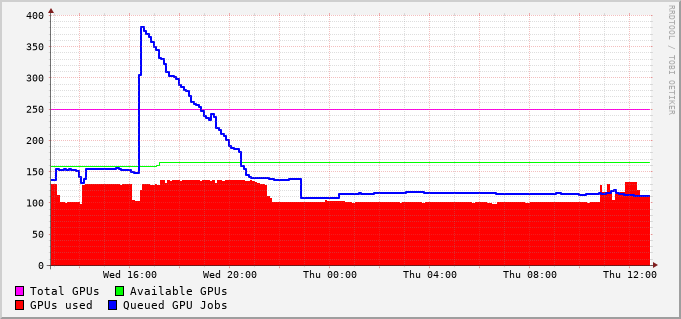 400
350
300
250
200
150
100
50
0
Wed 16:00 Wed 20:00 Thu 00:00 Thu 04:00 Thu 08:00 Thu 12:00
Total GPUs Available GPUs
GPUs used Queued GPU Jobs
RRDTOOL / TOBI OETIKER